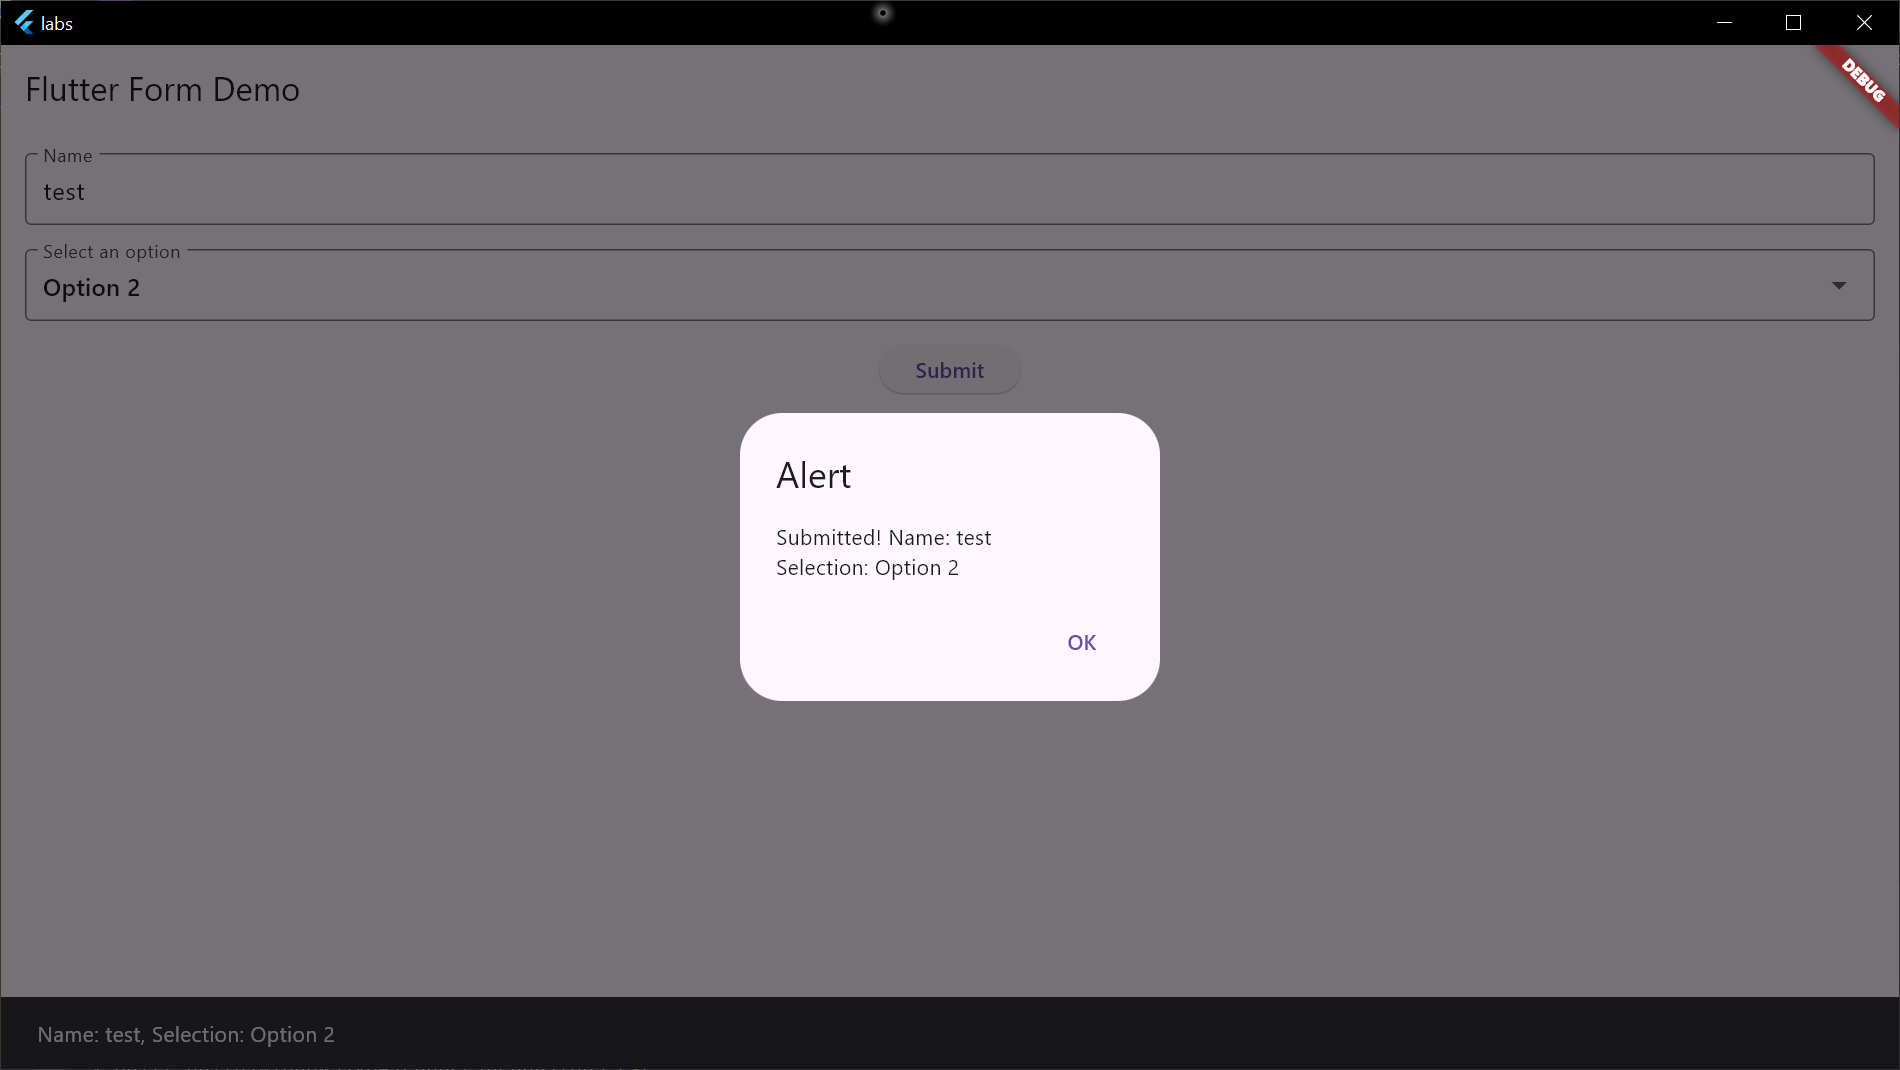 labs
DEBUG
Flutter Form Demo
Name
test
Select an option
Option 2
Submit
Alert
Submitted! Name: test
Selection: Option 2
OK
Name: test, Selection: Option 2